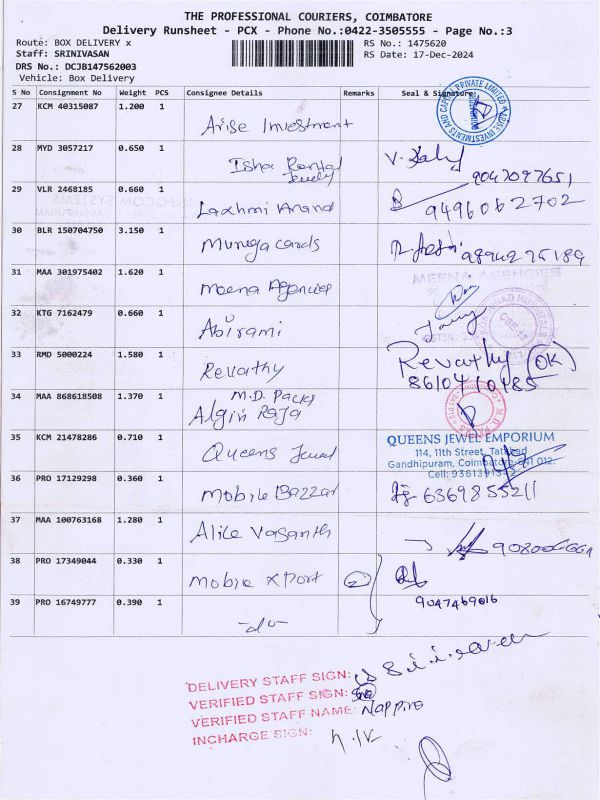 THE PROFESSIONAL COURIERS, COIMBATORE
Delivery Runsheet - PCX - Phone No.:0422-3505555 - Page No.:3
Route: BOX DELIVERY x
RS No.: 1475620
Staff: SRINIVASAN
RS Date: 17-Dec-2024
DRS No.: DCJB147562003
Vehicle: Box Delivery
S No Consignment No Weight PCS Consignee Details Remarks Seal & Signature
27 KCM 40315087 1.200 1 Arise Investment
28 MYD 3057217 0.650 1 Isha Rental Jewely 9047097651
29 VLR 2468185 0.660 1 Laxhmi Anand 9496062702
30 BLR 150704750 3.150 1 Muruga cards
31 MAA 301975402 1.620 1 Meena Agencies MEENA AGENCIES
32 KTG 7162479 0.660 1 Abirami
33 RMD 5000224 1.580 1 Revathy Revathy OK
8610410485
34 MAA 868618508 1.370 1 M.D. Packs
Algin Raja
35 KCM 21478286 0.710 1 Queens Jewel
QUEENS JEWEL EMPORIUM
114, 11th Street, Tatabad
Gandhipuram, Coimbatore-641 012.
36 PRO 17129298 0.360 1 Mobile Bazzar 6369855211
37 MAA 100763168 1.280 1 Alice Vasanth
38 PRO 17349044 0.330 1 Mobile xport 2
39 PRO 16749777 0.390 1 -do- 9047469016
DELIVERY STAFF SIGN:
VERIFIED STAFF SIGN:
VERIFIED STAFF NAME:
INCHARGE SIGN: